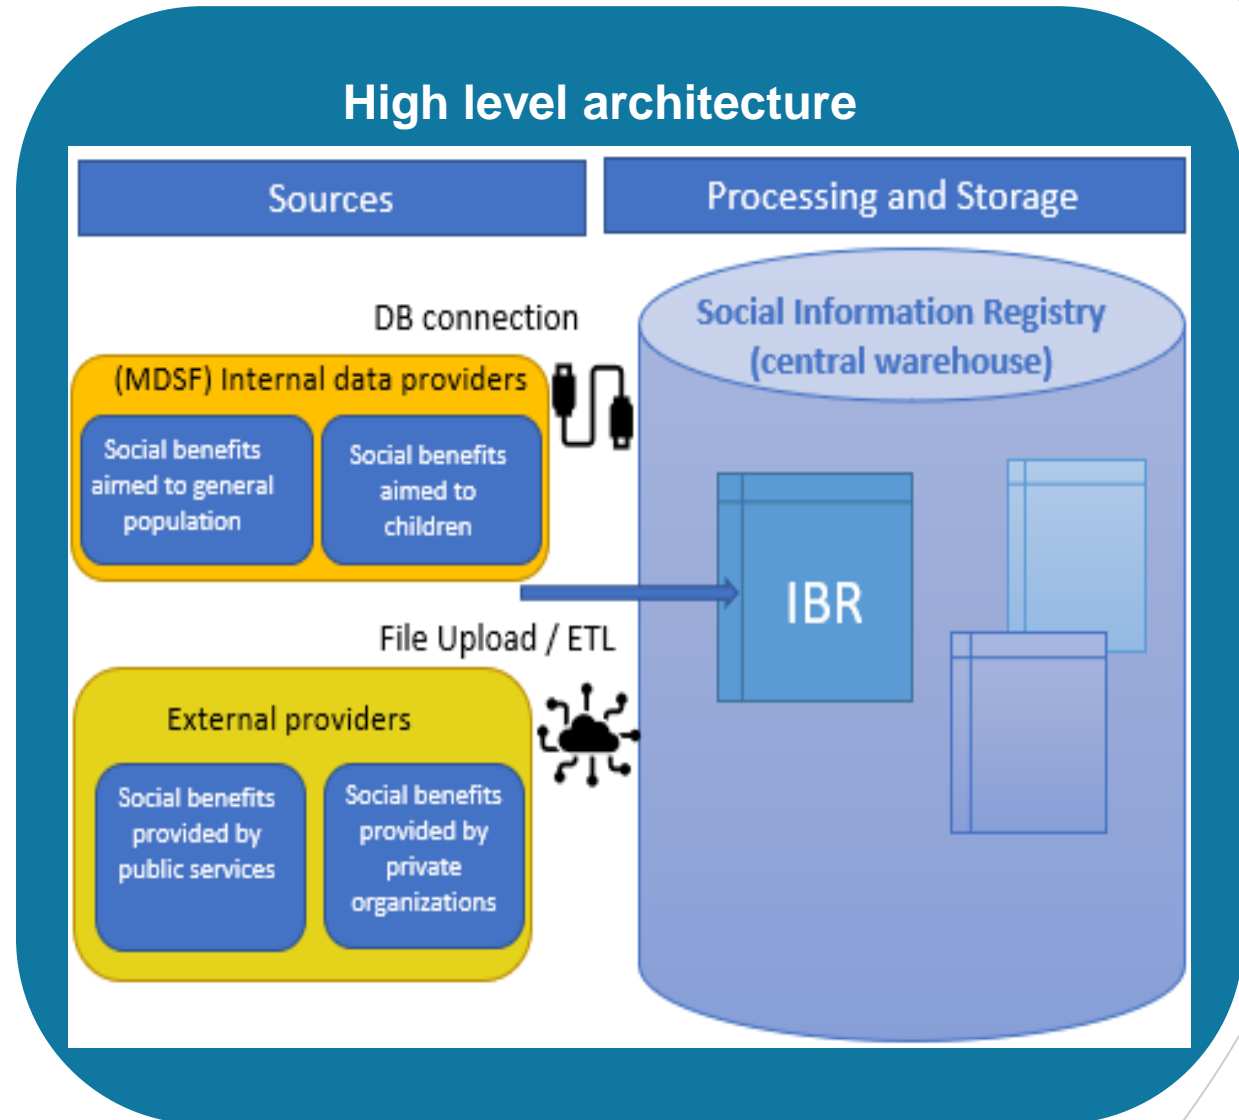 High level architecture
Sources
Processing and Storage
DB connection
(MDSF) Internal data providers
Social benefits
aimed to general
population
Social benefits
aimed to
children
File Upload / ETL
External providers
Social benefits
provided by
public services
Social benefits
provided by
private
organizations
Social Information Registry
(central warehouse)
IBR